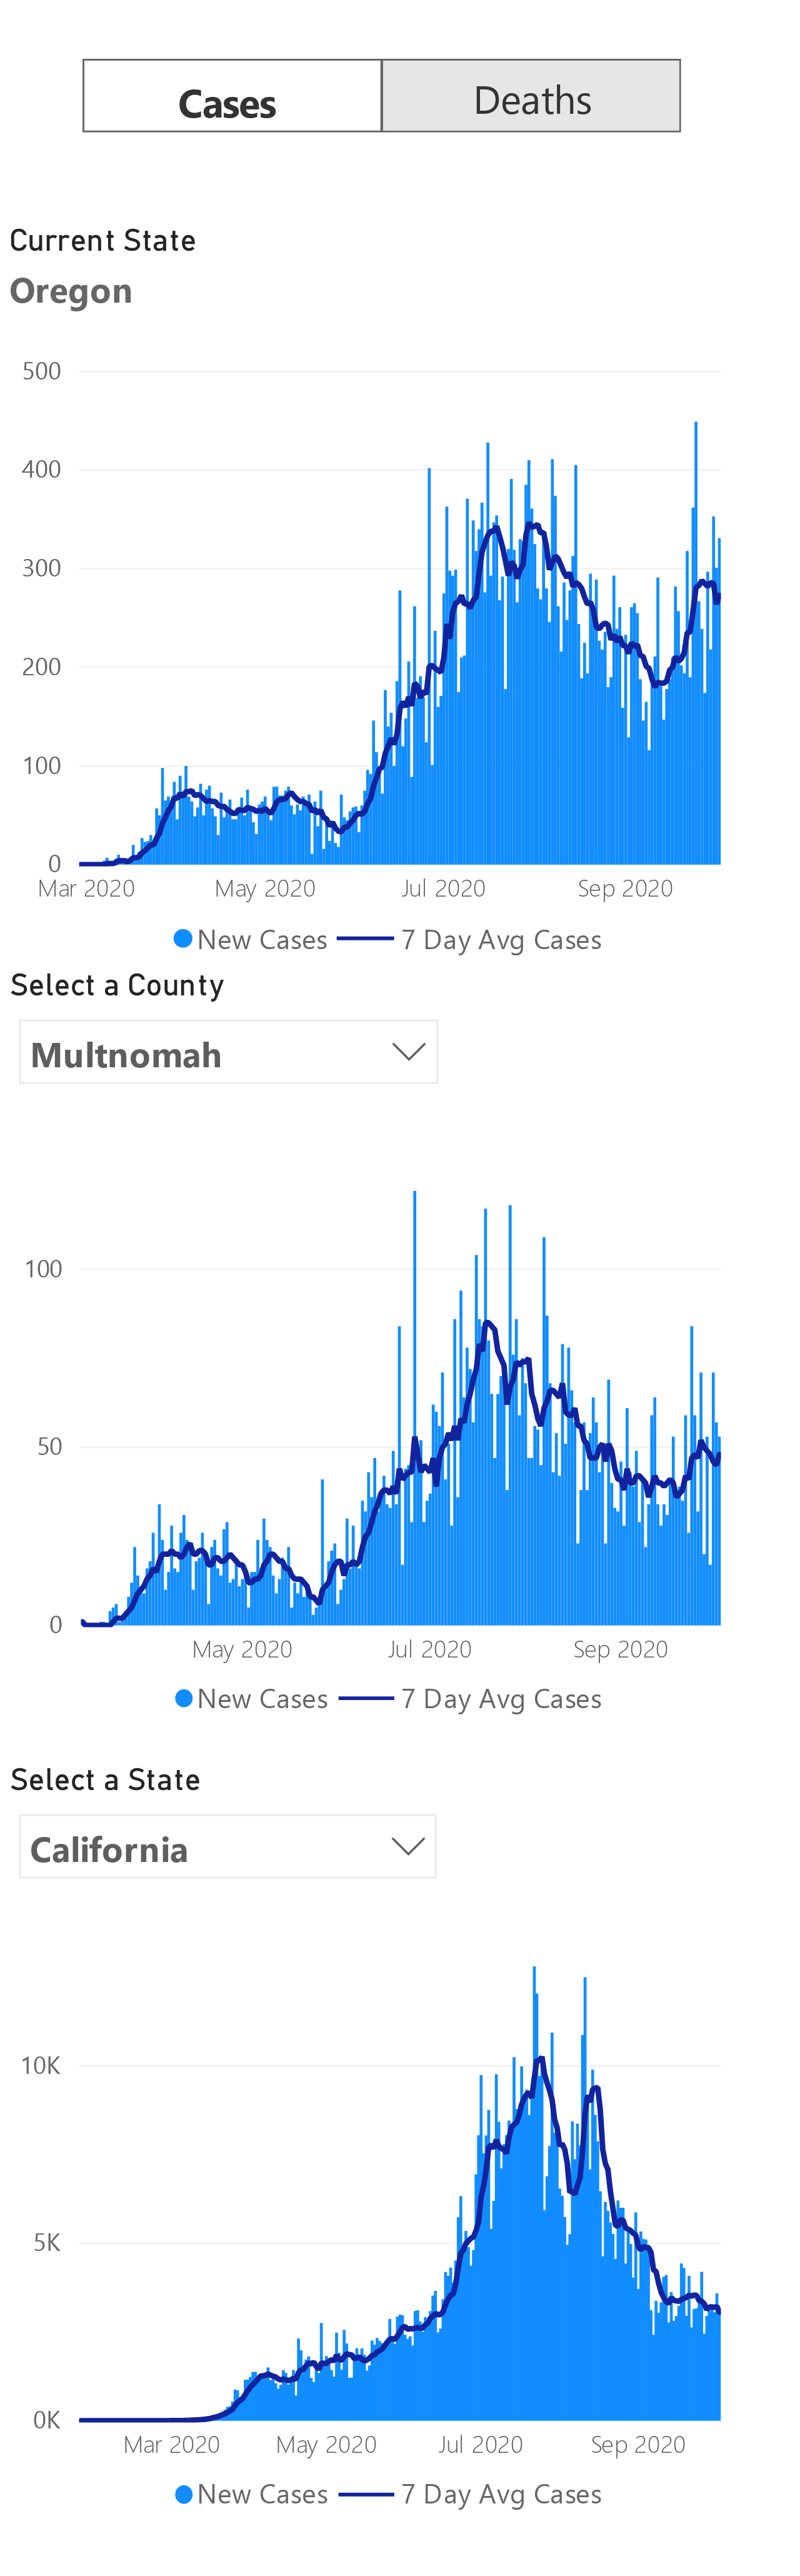 Cases Deaths
Current State
Oregon
500
400
300
200
100
0
Mar 2020 May 2020 Jul 2020 Sep 2020
New Cases 7 Day Avg Cases
Select a County
Multnomah
100
50
0
May 2020 Jul 2020 Sep 2020
New Cases 7 Day Avg Cases
Select a State
California
10K
5K
0K
Mar 2020 May 2020 Jul 2020 Sep 2020
New Cases 7 Day Avg Cases